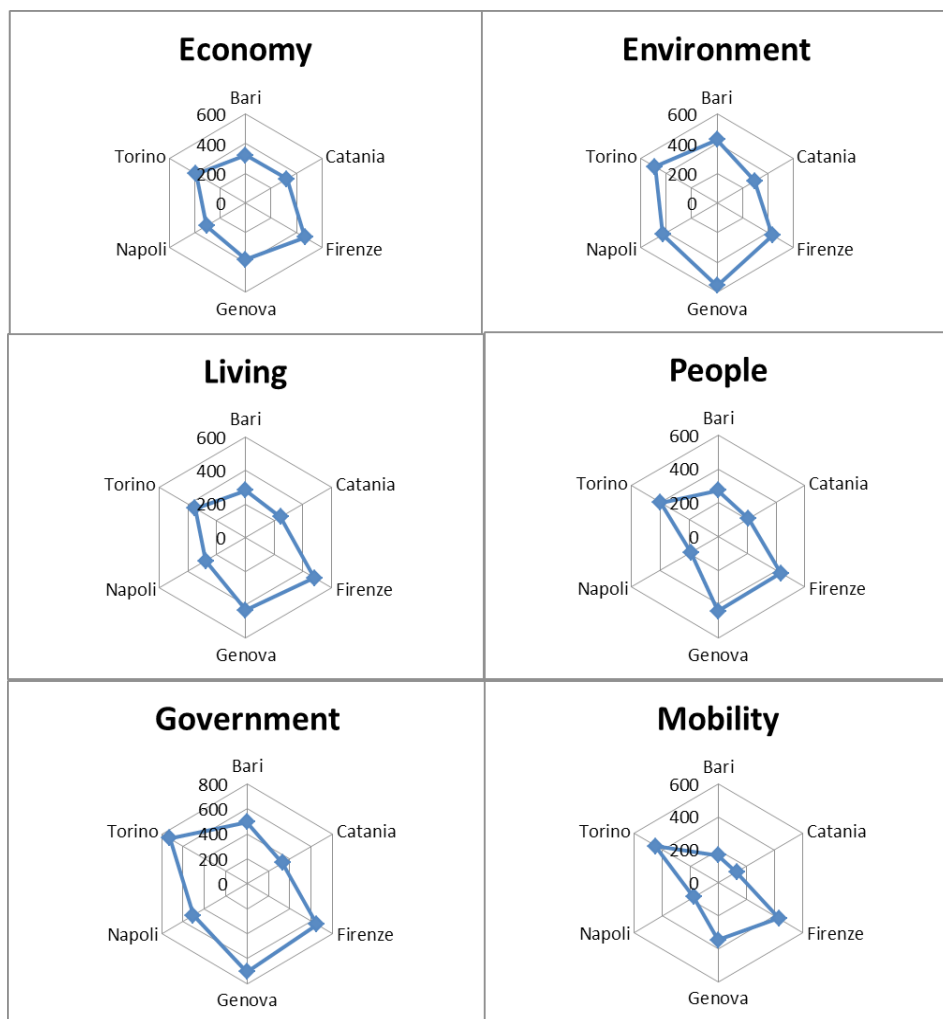 Economy
Bari
600
400
200
0
Torino
Catania
Napoli
Firenze
Genova
Environment
Bari
600
400
200
0
Torino
Catania
Napoli
Firenze
Genova
Living
Bari
600
400
200
0
Torino
Catania
Napoli
Firenze
Genova
People
Bari
600
400
200
0
Torino
Catania
Napoli
Firenze
Genova
Government
Bari
800
600
400
200
0
Torino
Catania
Napoli
Firenze
Genova
Mobility
Bari
600
400
200
0
Torino
Catania
Napoli
Firenze
Genova